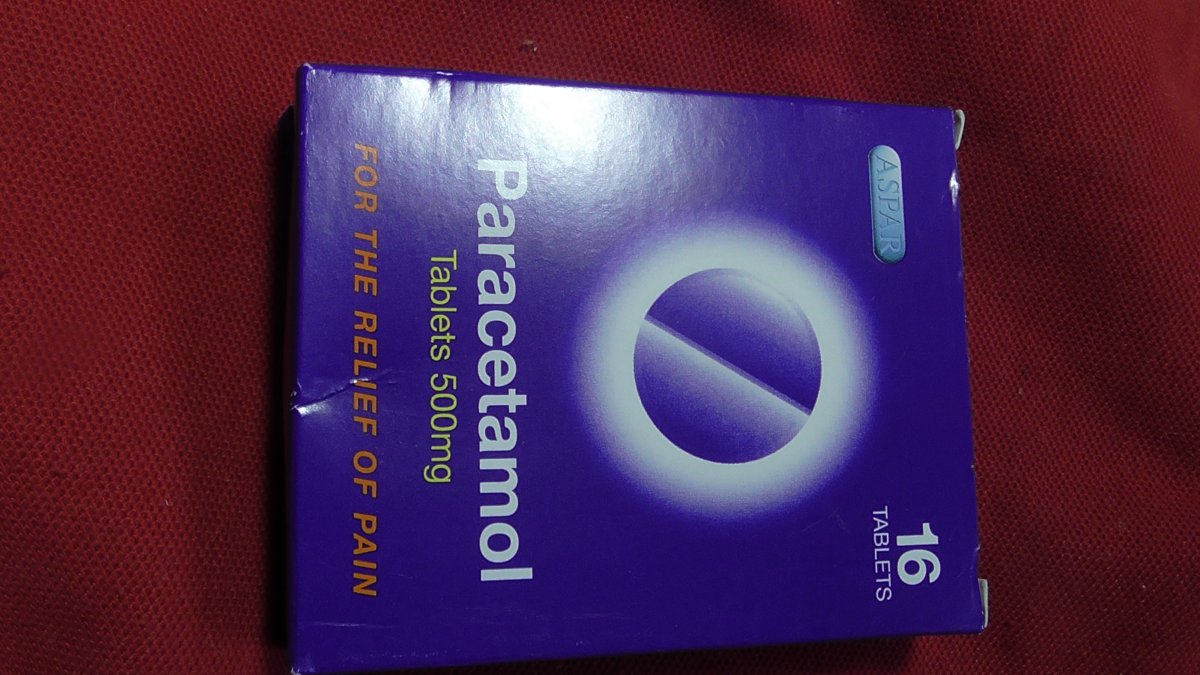 ASPAR
16
TABLETS
Paracetamol
Tablets 500mg
FOR THE RELIEF OF PAIN